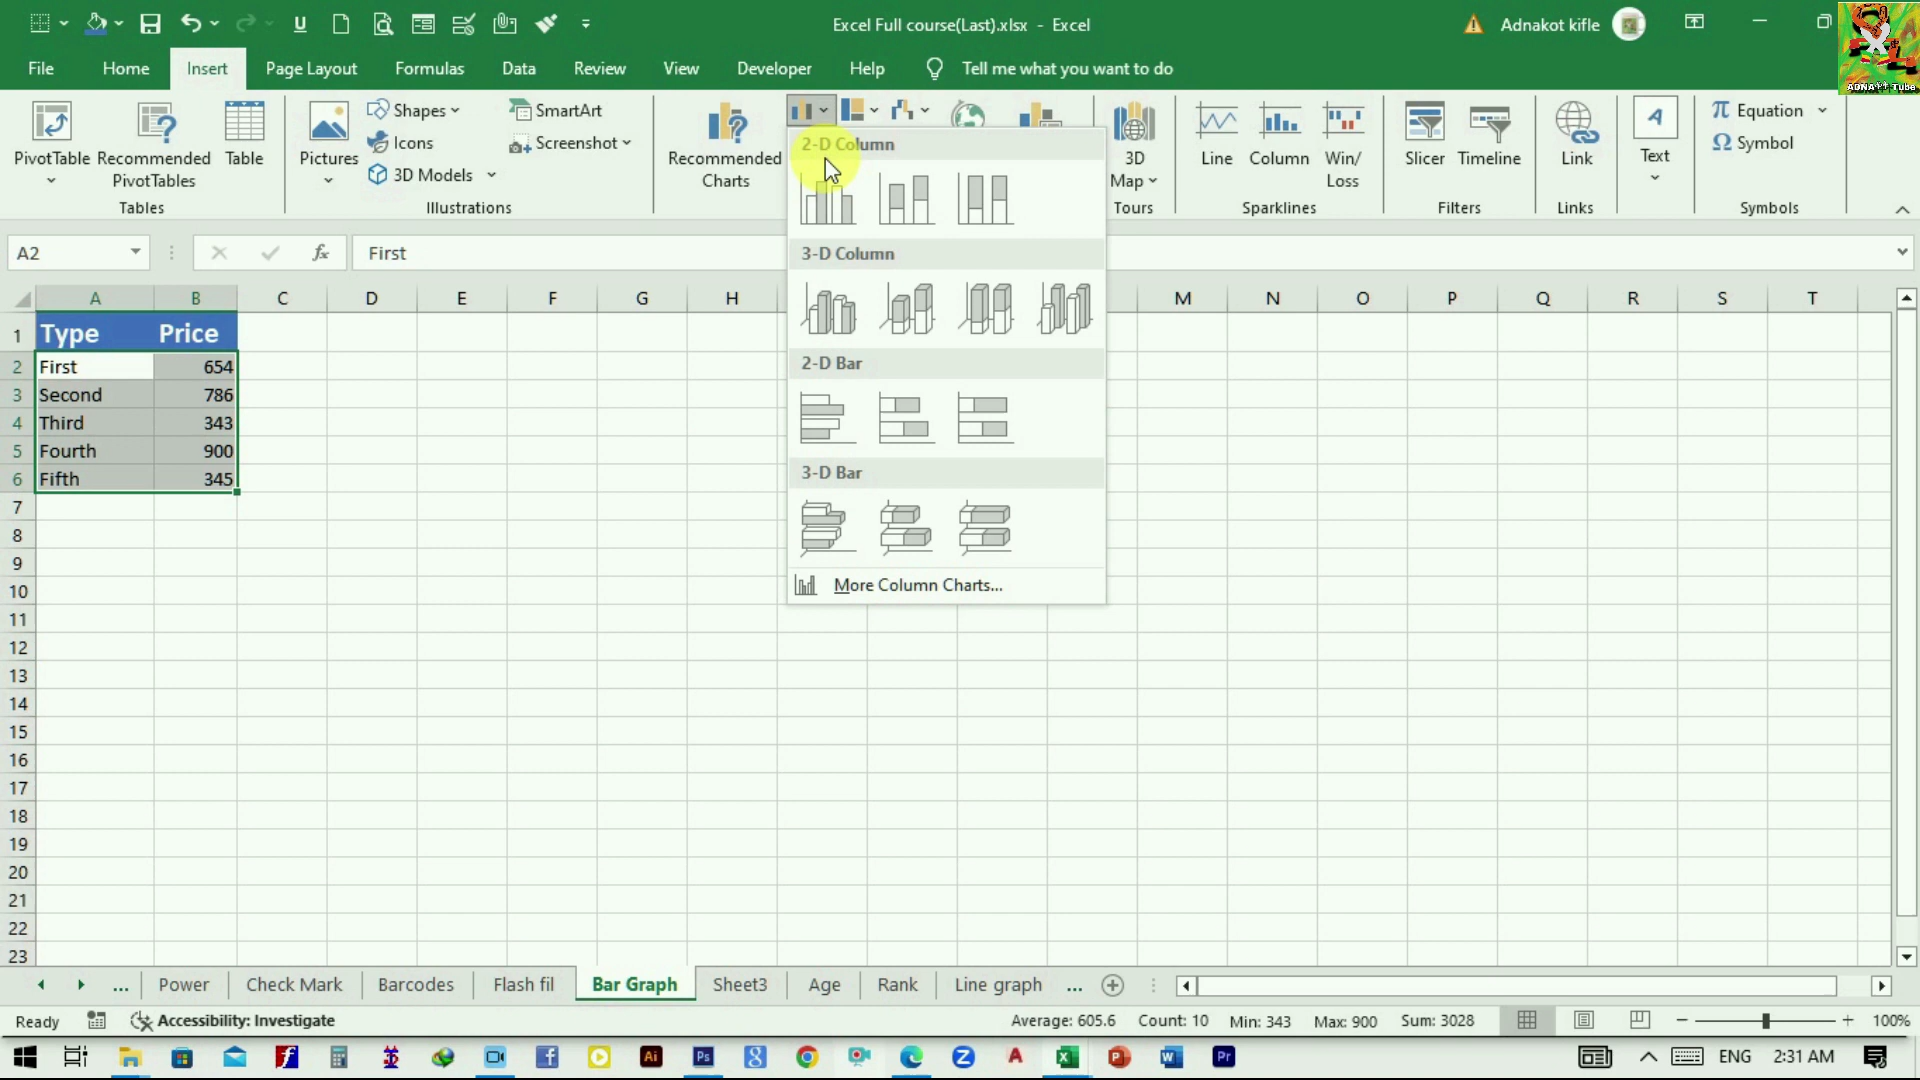 Excel Full course(Last).xlsx - Excel
Adnakot kifle
File Home Insert Page Layout Formulas Data Review View Developer Help Tell me what you want to do
PivotTable
Recommended
PivotTables
Table
Tables
Pictures
Shapes
Icons
3D Models
SmartArt
Screenshot
Illustrations
Recommended
Charts
3D
Map
Tours
Line
Column
Win/
Loss
Sparklines
Slicer
Timeline
Filters
Link
Links
Text
π Equation
Ω Symbol
Symbols
ADNA Tube
2-D Column
3-D Column
2-D Bar
3-D Bar
More Column Charts...
A2
fx
First
A B C D E F G H M N O P Q R S T
1 Type Price
2 First 654
3 Second 786
4 Third 343
5 Fourth 900
6 Fifth 345
7
8
9
10
11
12
13
14
15
16
17
18
19
20
21
22
23
... Power Check Mark Barcodes Flash fil Bar Graph Sheet3 Age Rank Line graph ...
Ready Accessibility: Investigate Average: 605.6 Count: 10 Min: 343 Max: 900 Sum: 3028 100%
ENG 2:31 AM